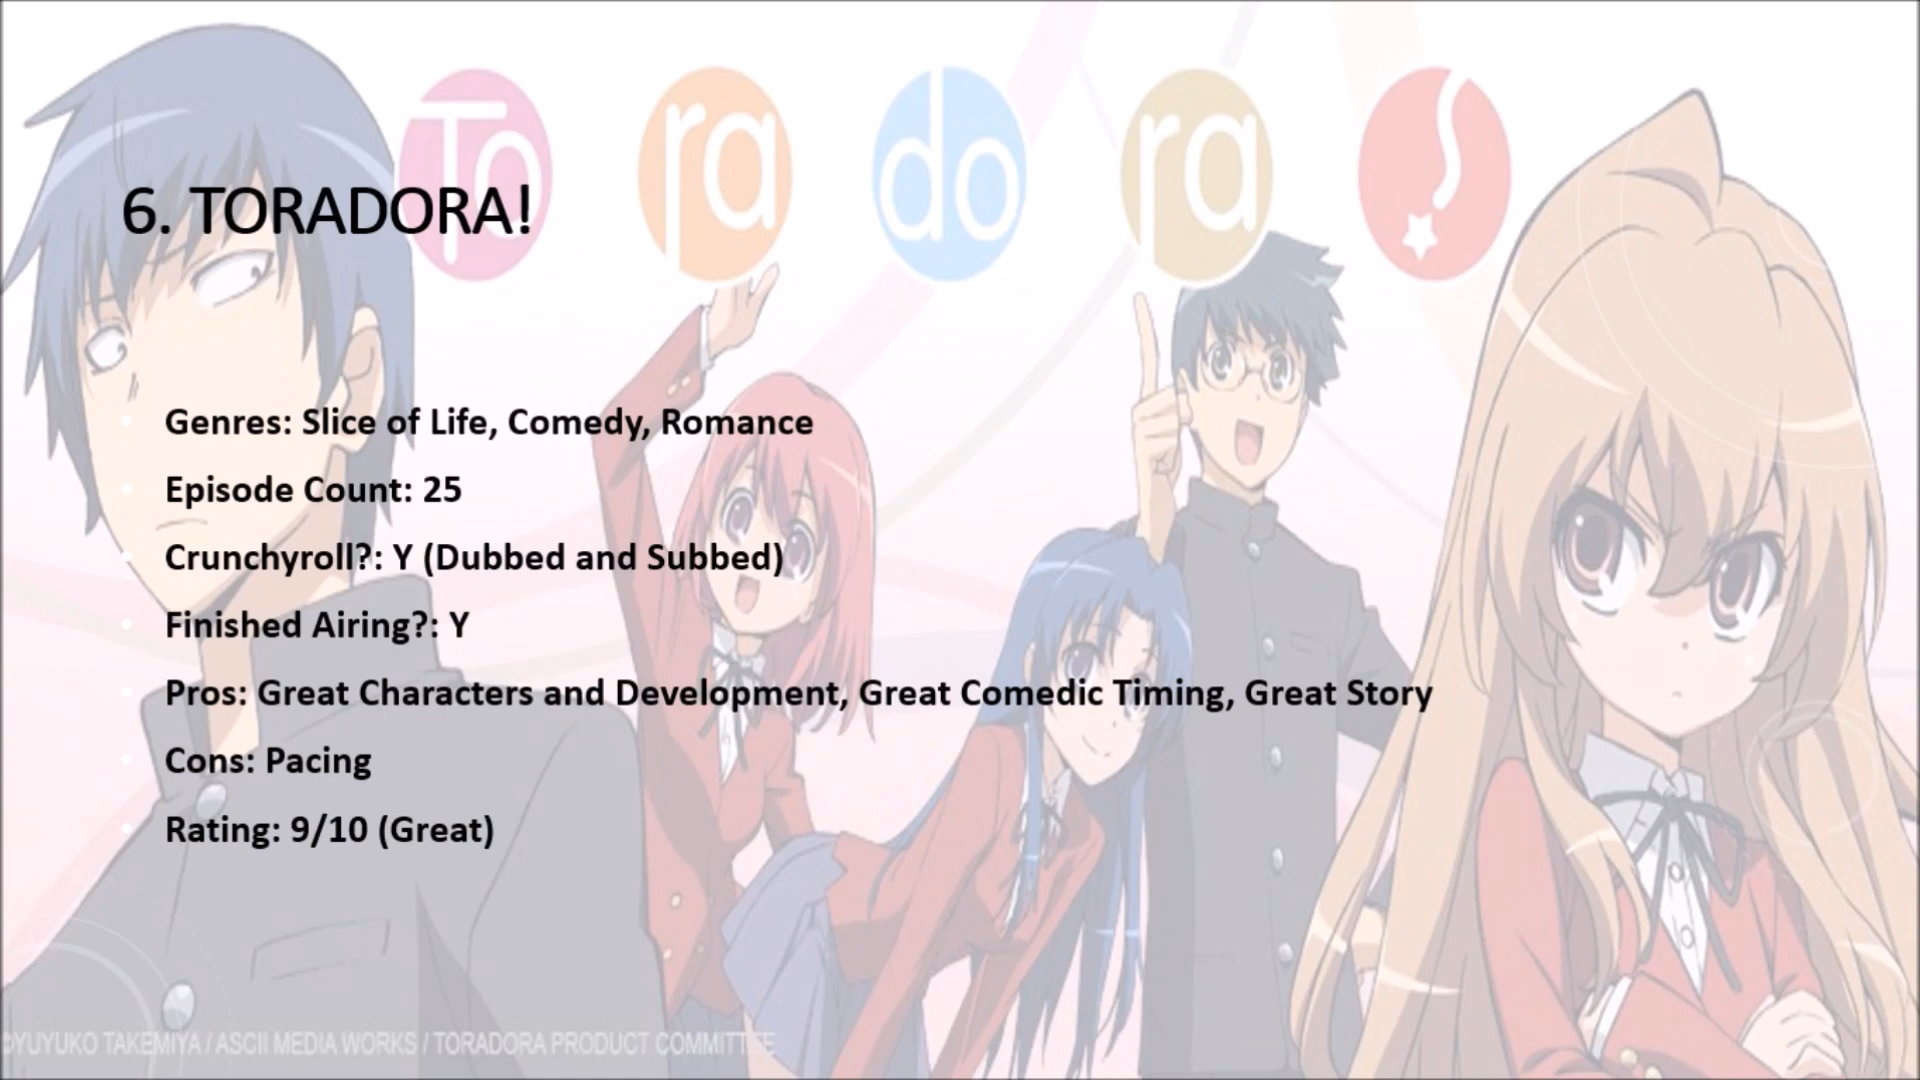 To ra do ra !
6. TORADORA!
Genres: Slice of Life, Comedy, Romance
Episode Count: 25
Crunchyroll?: Y (Dubbed and Subbed)
Finished Airing?: Y
Pros: Great Characters and Development, Great Comedic Timing, Great Story
Cons: Pacing
Rating: 9/10 (Great)
©YUYUKO TAKEMIYA / ASCII MEDIA WORKS / TORADORA PRODUCT COMMITTEE